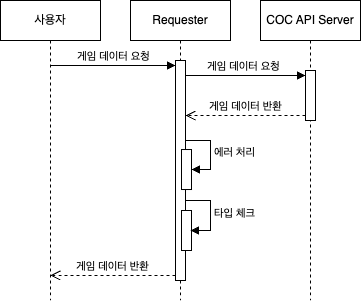 사용자
Requester
COC API Server
게임 데이터 요청
게임 데이터 요청
게임 데이터 반환
에러 처리
타입 체크
게임 데이터 반환